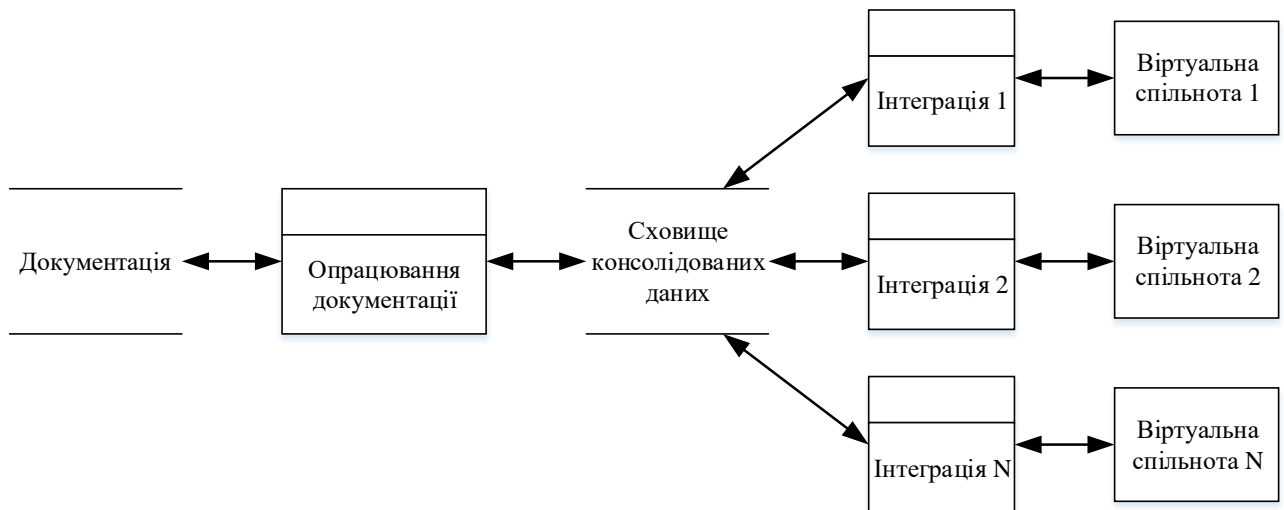 Документація
Опрацювання
документації
Сховище
консолідованих
даних
Інтеграція 1
Віртуальна
спільнота 1
Інтеграція 2
Віртуальна
спільнота 2
Інтеграція N
Віртуальна
спільнота N